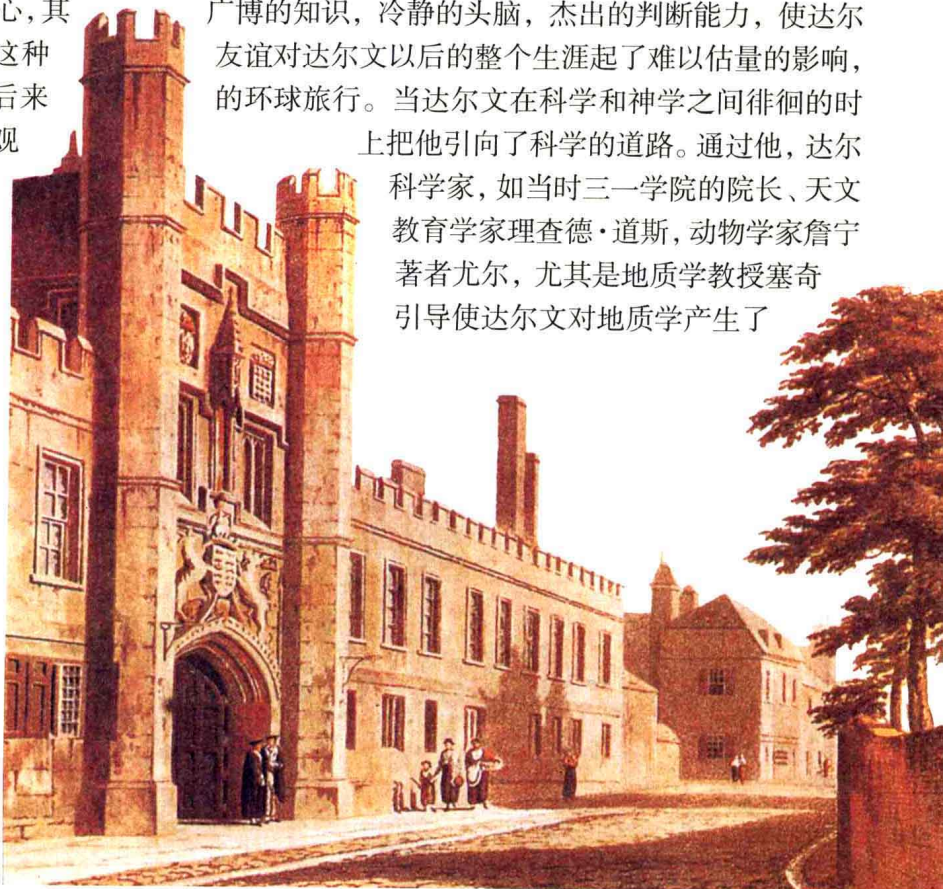 心,其
这种
后来
观
广博的知识,冷静的头脑,杰出的判断能力,使达尔
友谊对达尔文以后的整个生涯起了难以估量的影响,
的环球旅行。当达尔文在科学和神学之间徘徊的时
上把他引向了科学的道路。通过他,达尔
科学家,如当时三一学院的院长、天文
教育学家理查德·道斯,动物学家詹宁
著者尤尔,尤其是地质学教授塞奇
引导使达尔文对地质学产生了